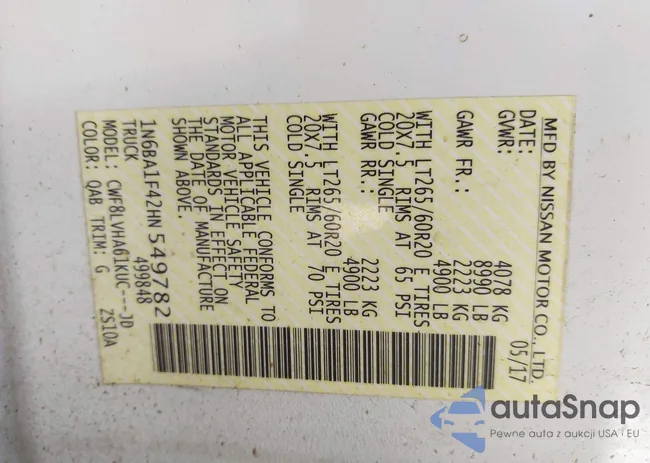 MFD BY NISSAN MOTOR CO., LTD.
DATE: 05/17
GVWR: 4078 KG
8990 LB
GAWR FR.: 2223 KG
4900 LB
WITH LT265/60R20 E TIRES
20X7.5 RIMS AT 65 PSI
COLD SINGLE
GAWR RR.: 2223 KG
4900 LB
WITH LT265/60R20 E TIRES
20X7.5 RIMS AT 70 PSI
COLD SINGLE
THIS VEHICLE CONFORMS TO
ALL APPLICABLE FEDERAL
MOTOR VEHICLE SAFETY
STANDARDS IN EFFECT ON
THE DATE OF MANUFACTURE
SHOWN ABOVE.
1N6BA1F42HN549782
TRUCK 499848
MODEL: CWF8LVHA61KUC---JD
COLOR: QAB TRIM: G ZS10A
autaSnap
Pewne auta z aukcji USA i EU